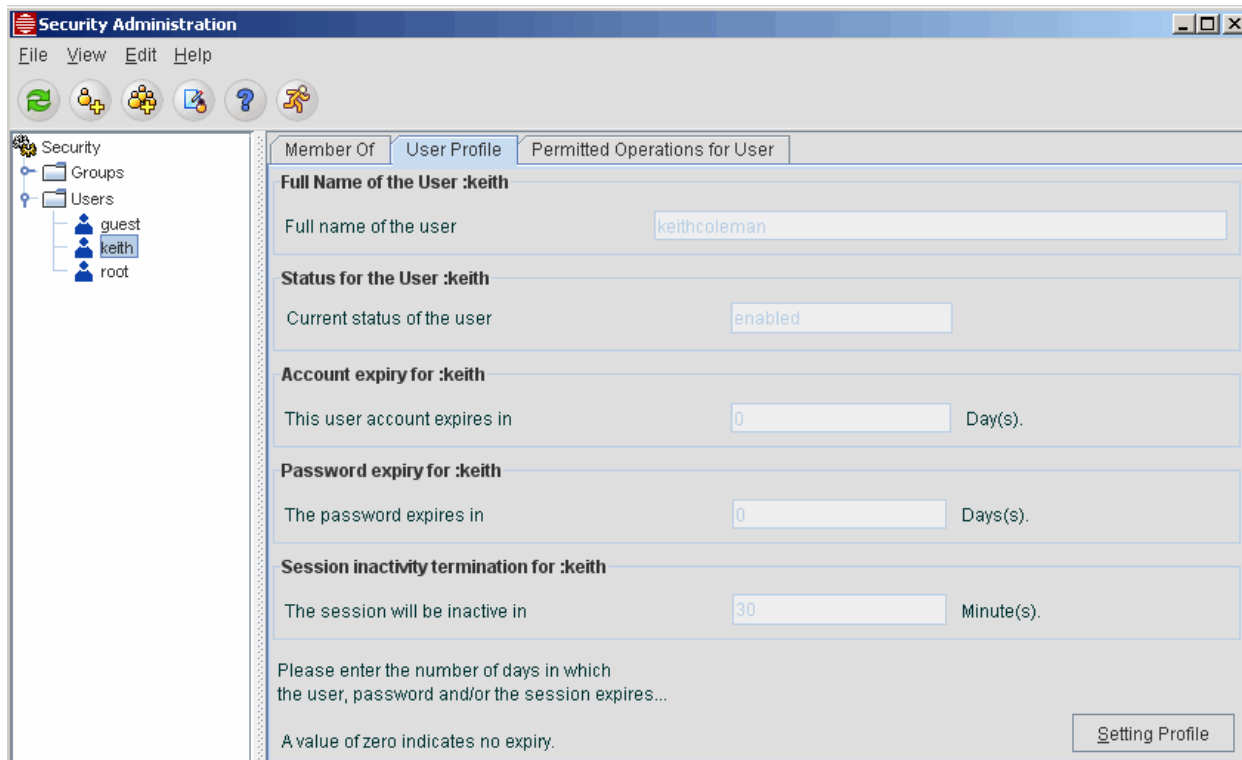 Security Administration
File View Edit Help
Security
Groups
Users
guest
keith
root
Member Of User Profile Permitted Operations for User
Full Name of the User :keith
Full name of the user keithcoleman
Status for the User :keith
Current status of the user enabled
Account expiry for :keith
This user account expires in 0 Day(s).
Password expiry for :keith
The password expires in 0 Days(s).
Session inactivity termination for :keith
The session will be inactive in 30 Minute(s).
Please enter the number of days in which
the user, password and/or the session expires...
A value of zero indicates no expiry.
Setting Profile